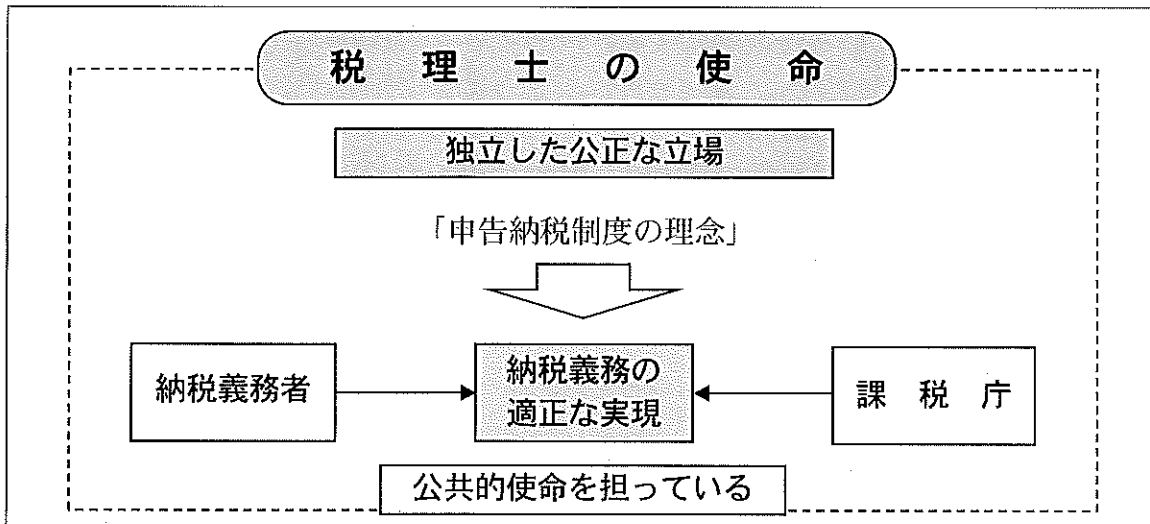 税理士の使命
独立した公正な立場
「申告納税制度の理念」
納税義務者
納税義務の
適正な実現
課税庁
公共的使命を担っている